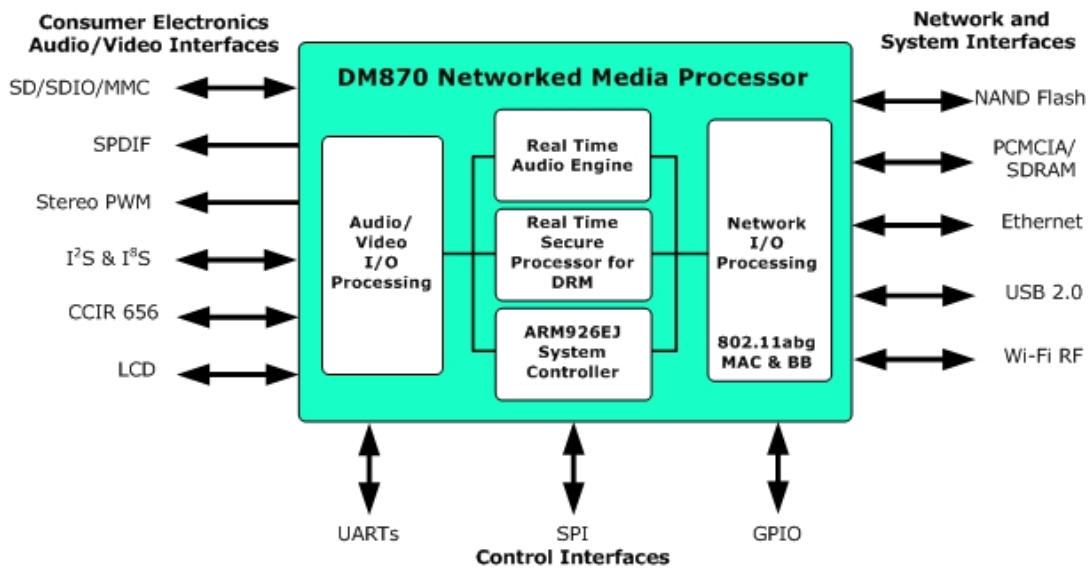 Consumer Electronics
Audio/Video Interfaces
SD/SDIO/MMC
SPDIF
Stereo PWM
I²S & I⁸S
CCIR 656
LCD
DM870 Networked Media Processor
Audio/
Video
I/O
Processing
Real Time
Audio Engine
Real Time
Secure
Processor for
DRM
ARM926EJ
System
Controller
Network
I/O
Processing
802.11abg
MAC & BB
Network and
System Interfaces
NAND Flash
PCMCIA/
SDRAM
Ethernet
USB 2.0
Wi-Fi RF
UARTs
SPI
GPIO
Control Interfaces